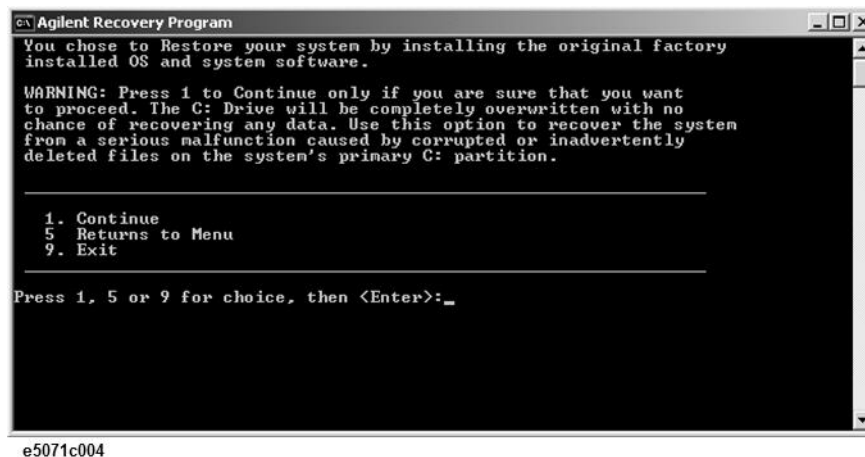 Agilent Recovery Program
You chose to Restore your system by installing the original factory
installed OS and system software.
WARNING: Press 1 to Continue only if you are sure that you want
to proceed. The C: Drive will be completely overwritten with no
chance of recovering any data. Use this option to recover the system
from a serious malfunction caused by corrupted or inadvertently
deleted files on the system's primary C: partition.
1. Continue
5 Returns to Menu
9. Exit
Press 1, 5 or 9 for choice, then <Enter>:_
e5071c004